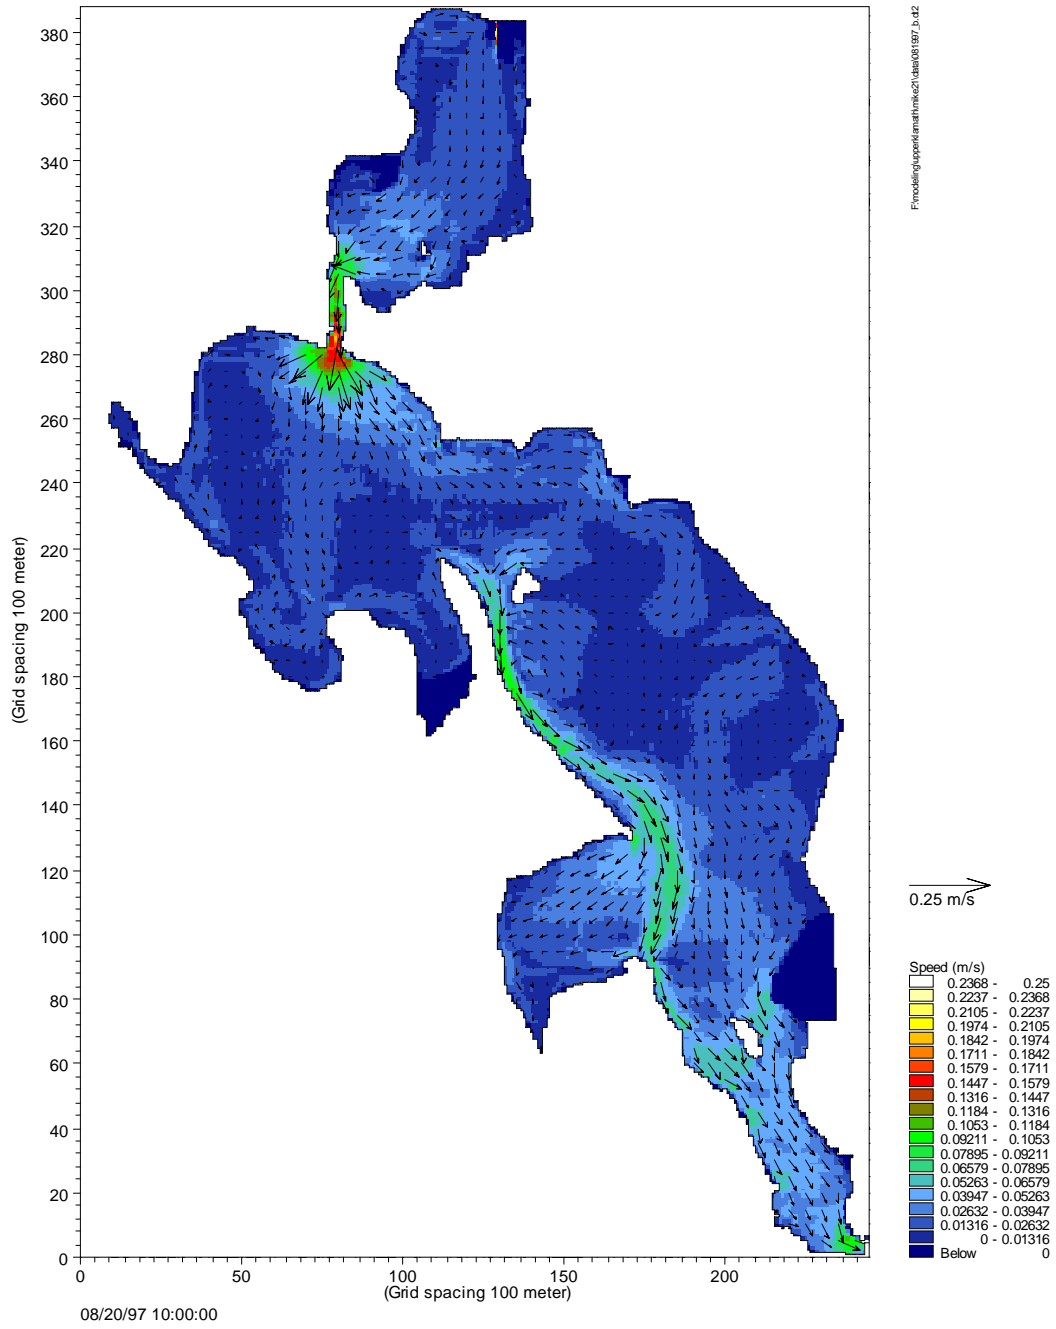 F:\modeling\upperklamath\mike21\data\081997_b.dt2
380
360
340
320
300
280
260
240
220
200
180
160
140
120
100
80
60
40
20
0
(Grid spacing 100 meter)
0 50 100 150 200
(Grid spacing 100 meter)
08/20/97 10:00:00
0.25 m/s
Speed (m/s)
0.2368 - 0.25
0.2237 - 0.2368
0.2105 - 0.2237
0.1974 - 0.2105
0.1842 - 0.1974
0.1711 - 0.1842
0.1579 - 0.1711
0.1447 - 0.1579
0.1316 - 0.1447
0.1184 - 0.1316
0.1053 - 0.1184
0.09211 - 0.1053
0.07895 - 0.09211
0.06579 - 0.07895
0.05263 - 0.06579
0.03947 - 0.05263
0.02632 - 0.03947
0.01316 - 0.02632
0 - 0.01316
Below 0